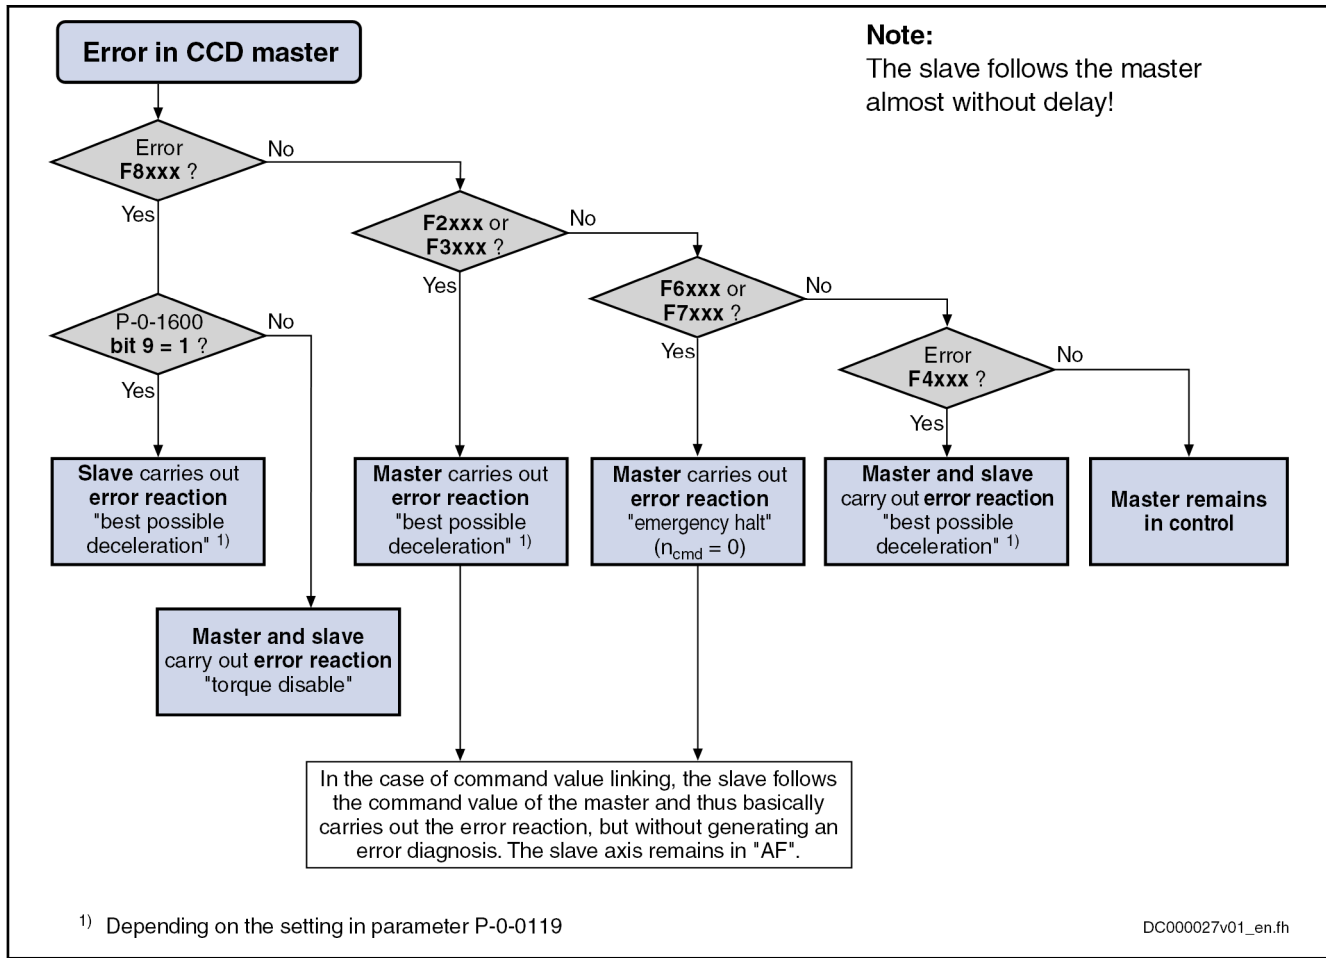 Error in CCD master
Note:
The slave follows the master
almost without delay!
Error
F8xxx ?
No
Yes
F2xxx or
F3xxx ?
No
Yes
F6xxx or
F7xxx ?
No
Yes
P-0-1600
bit 9 = 1 ?
No
Yes
Error
F4xxx ?
No
Yes
Slave carries out
error reaction
"best possible
deceleration" 1)
Master carries out
error reaction
"best possible
deceleration" 1)
Master carries out
error reaction
"emergency halt"
(ncmd = 0)
Master and slave
carry out error reaction
"best possible
deceleration" 1)
Master remains
in control
Master and slave
carry out error reaction
"torque disable"
In the case of command value linking, the slave follows
the command value of the master and thus basically
carries out the error reaction, but without generating an
error diagnosis. The slave axis remains in "AF".
1) Depending on the setting in parameter P-0-0119
DC000027v01_en.fh